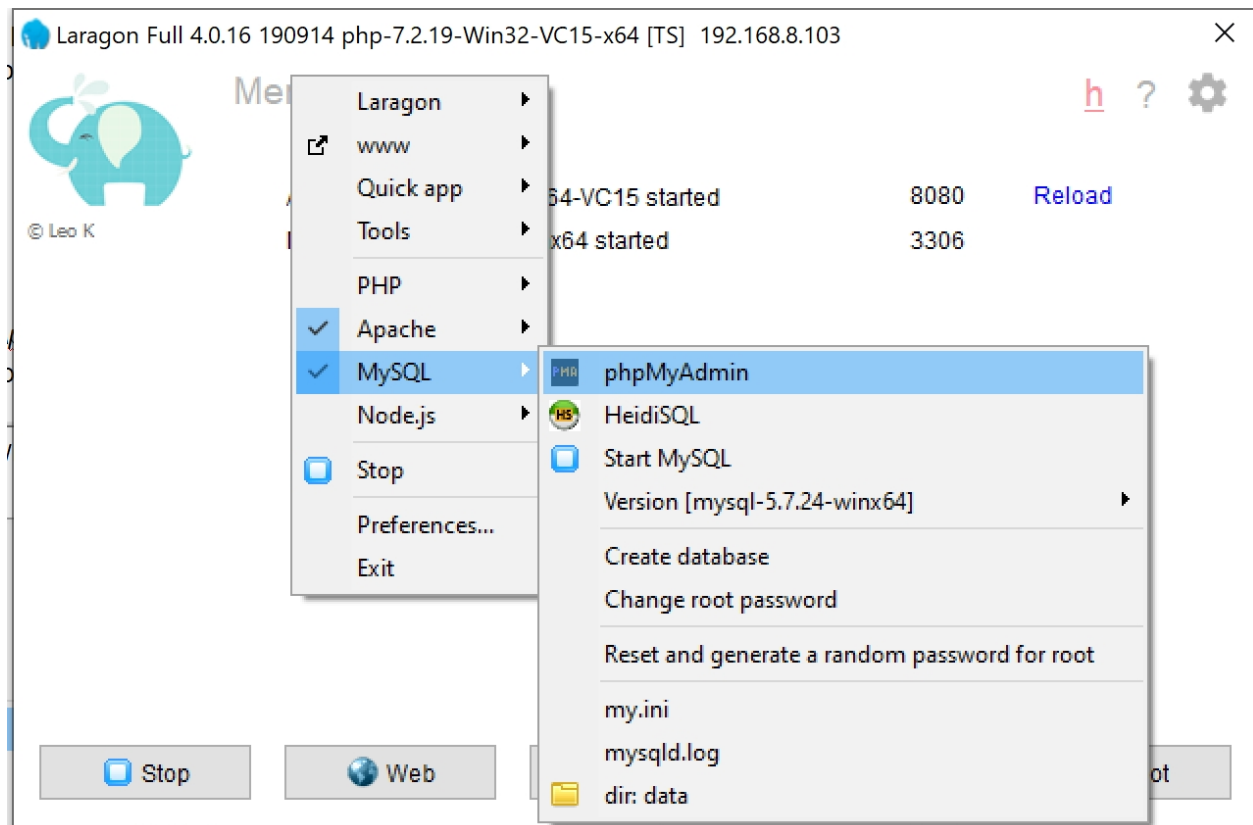 Laragon Full 4.0.16 190914 php-7.2.19-Win32-VC15-x64 [TS] 192.168.8.103
h ?
© Leo K
64-VC15 started 8080 Reload
x64 started 3306
Laragon
www
Quick app
Tools
PHP
Apache
MySQL
Node.js
Stop
Preferences...
Exit
PMA phpMyAdmin
HS HeidiSQL
Start MySQL
Version [mysql-5.7.24-winx64]
Create database
Change root password
Reset and generate a random password for root
my.ini
mysqld.log
dir: data
Stop
Web